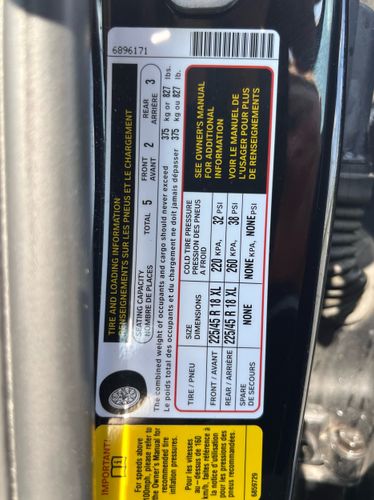 6896171
TIRE AND LOADING INFORMATION
RENSEIGNEMENTS SUR LES PNEUS ET LE CHARGEMENT
SEATING CAPACITY
NOMBRE DE PLACES
TOTAL 5
FRONT
AVANT 2
REAR
ARRIÈRE 3
The combined weight of occupants and cargo should never exceed 375 kg or 827 lbs.
Le poids total des occupants et du chargement ne doit jamais dépasser 375 kg ou 827 lb.
TIRE / PNEU
SIZE
DIMENSIONS
COLD TIRE PRESSURE
PRESSION DES PNEUS
A FROID
FRONT / AVANT 225/45 R 18 XL 220 KPA, 32 PSI
REAR / ARRIÈRE 225/45 R 18 XL 260 KPA, 38 PSI
SPARE
DE SECOURS
NONE NONE KPA, NONE PSI
SEE OWNER'S MANUAL
FOR ADDITIONAL
INFORMATION
VOIR LE MANUEL DE
L'USAGER POUR PLUS
DE RENSEIGNEMENTS
IMPORTANT!
For speeds above
100mph, please refer to
the Owner's Manual for
recommended tire
inflation pressures.
Pour les vitesses
au - dessus de 160
km/h, faites référence à
pour les pressions des
pneus recommandées.
6859729